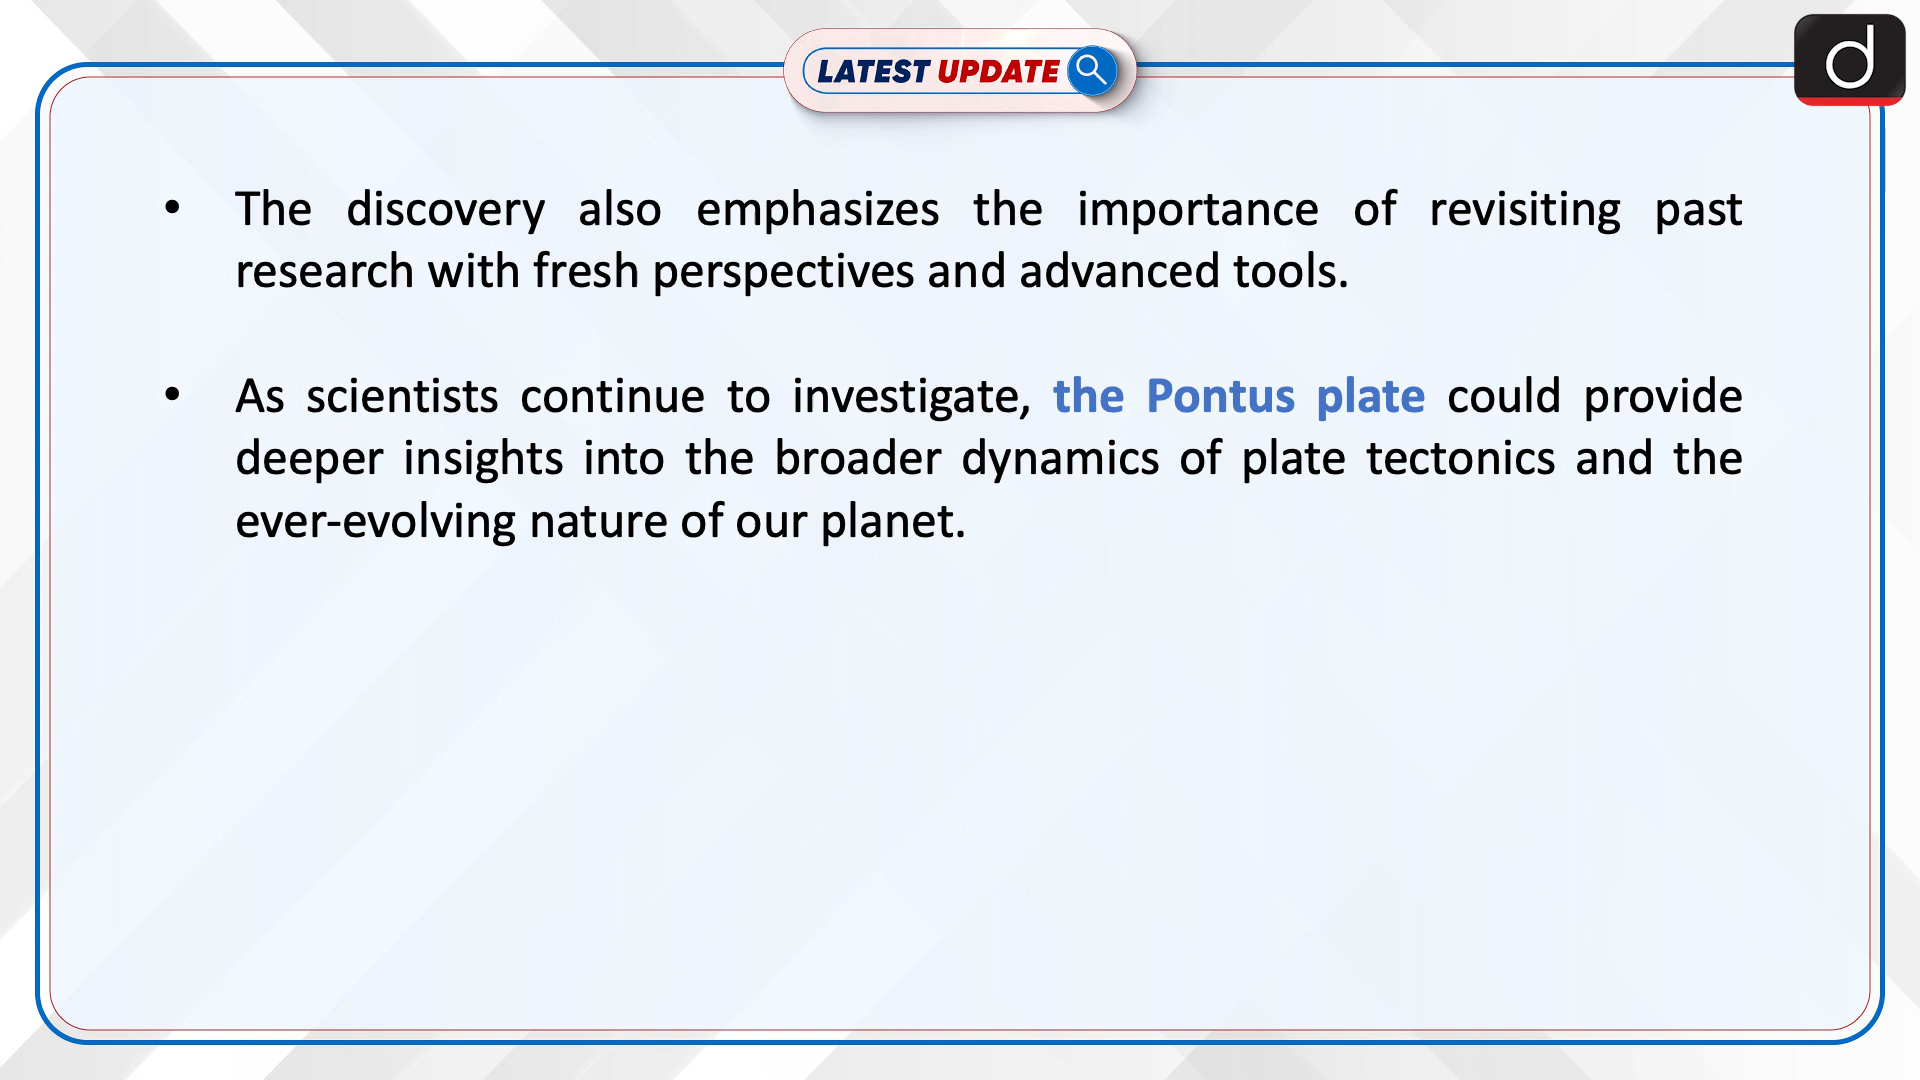 LATEST UPDATE
d
• The discovery also emphasizes the importance of revisiting past
research with fresh perspectives and advanced tools.
• As scientists continue to investigate, the Pontus plate could provide
deeper insights into the broader dynamics of plate tectonics and the
ever-evolving nature of our planet.